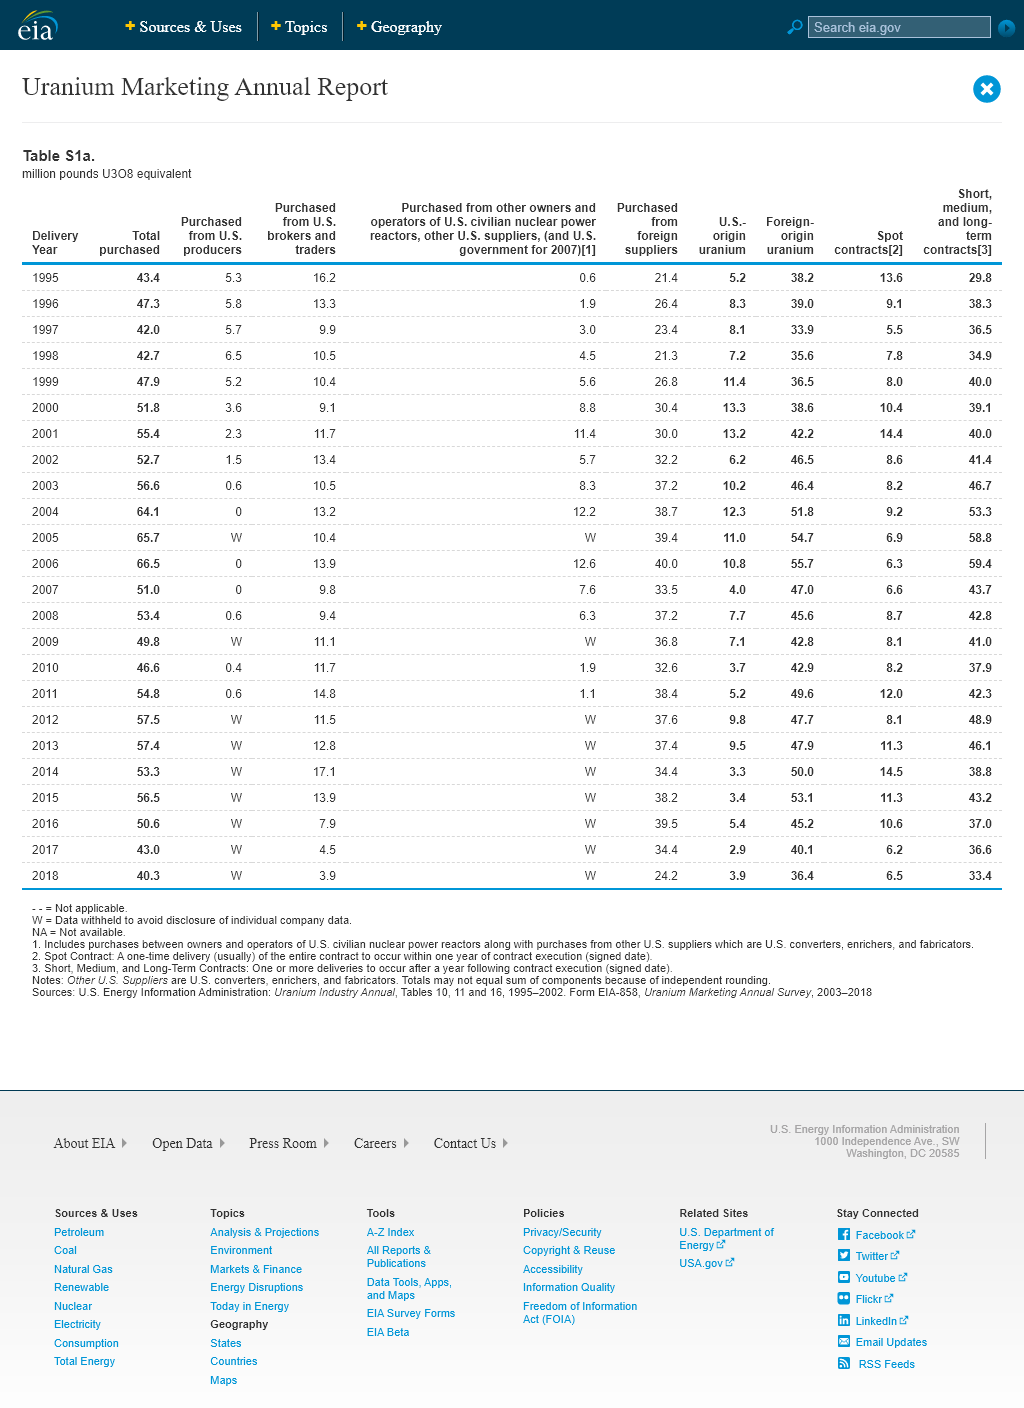 eia
+ Sources & Uses + Topics + Geography
Search eia.gov
Uranium Marketing Annual Report
Table S1a.
million pounds U3O8 equivalent
Delivery Year | Total purchased | Purchased from U.S. producers | Purchased from U.S. brokers and traders | Purchased from other owners and operators of U.S. civilian nuclear power reactors, other U.S. suppliers, (and U.S. government for 2007)[1] | Purchased from foreign suppliers | U.S.-origin uranium | Foreign-origin uranium | Spot contracts[2] | Short, medium, and long-term contracts[3]
1995 43.4 5.3 16.2 0.6 21.4 5.2 38.2 13.6 29.8
1996 47.3 5.8 13.3 1.9 26.4 8.3 39.0 9.1 38.3
1997 42.0 5.7 9.9 3.0 23.4 8.1 33.9 5.5 36.5
1998 42.7 6.5 10.5 4.5 21.3 7.2 35.6 7.8 34.9
1999 47.9 5.2 10.4 5.6 26.8 11.4 36.5 8.0 40.0
2000 51.8 3.6 9.1 8.8 30.4 13.3 38.6 10.4 39.1
2001 55.4 2.3 11.7 11.4 30.0 13.2 42.2 14.4 40.0
2002 52.7 1.5 13.4 5.7 32.2 6.2 46.5 8.6 41.4
2003 56.6 0.6 10.5 8.3 37.2 10.2 46.4 8.2 46.7
2004 64.1 0 13.2 12.2 38.7 12.3 51.8 9.2 53.3
2005 65.7 W 10.4 W 39.4 11.0 54.7 6.9 58.8
2006 66.5 0 13.9 12.6 40.0 10.8 55.7 6.3 59.4
2007 51.0 0 9.8 7.6 33.5 4.0 47.0 6.6 43.7
2008 53.4 0.6 9.4 6.3 37.2 7.7 45.6 8.7 42.8
2009 49.8 W 11.1 W 36.8 7.1 42.8 8.1 41.0
2010 46.6 0.4 11.7 1.9 32.6 3.7 42.9 8.2 37.9
2011 54.8 0.6 14.8 1.1 38.4 5.2 49.6 12.0 42.3
2012 57.5 W 11.5 W 37.6 9.8 47.7 8.1 48.9
2013 57.4 W 12.8 W 37.4 9.5 47.9 11.3 46.1
2014 53.3 W 17.1 W 34.4 3.3 50.0 14.5 38.8
2015 56.5 W 13.9 W 38.2 3.4 53.1 11.3 43.2
2016 50.6 W 7.9 W 39.5 5.4 45.2 10.6 37.0
2017 43.0 W 4.5 W 34.4 2.9 40.1 6.2 36.6
2018 40.3 W 3.9 W 24.2 3.9 36.4 6.5 33.4
- - = Not applicable.
W = Data withheld to avoid disclosure of individual company data.
NA = Not available.
1. Includes purchases between owners and operators of U.S. civilian nuclear power reactors along with purchases from other U.S. suppliers which are U.S. converters, enrichers, and fabricators.
2. Spot Contract: A one-time delivery (usually) of the entire contract to occur within one year of contract execution (signed date).
3. Short, Medium, and Long-Term Contracts: One or more deliveries to occur after a year following contract execution (signed date).
Notes: Other U.S. Suppliers are U.S. converters, enrichers, and fabricators. Totals may not equal sum of components because of independent rounding.
Sources: U.S. Energy Information Administration: Uranium Industry Annual, Tables 10, 11 and 16, 1995–2002. Form EIA-858, Uranium Marketing Annual Survey, 2003–2018
About EIA Open Data Press Room Careers Contact Us
U.S. Energy Information Administration
1000 Independence Ave., SW
Washington, DC 20585
Sources & Uses
Petroleum
Coal
Natural Gas
Renewable
Nuclear
Electricity
Consumption
Total Energy
Topics
Analysis & Projections
Environment
Markets & Finance
Energy Disruptions
Today in Energy
Geography
States
Countries
Maps
Tools
A-Z Index
All Reports &
Publications
Data Tools, Apps,
and Maps
EIA Survey Forms
EIA Beta
Policies
Privacy/Security
Copyright & Reuse
Accessibility
Information Quality
Freedom of Information
Act (FOIA)
Related Sites
U.S. Department of
Energy
USA.gov
Stay Connected
Facebook
Twitter
Youtube
Flickr
LinkedIn
Email Updates
RSS Feeds